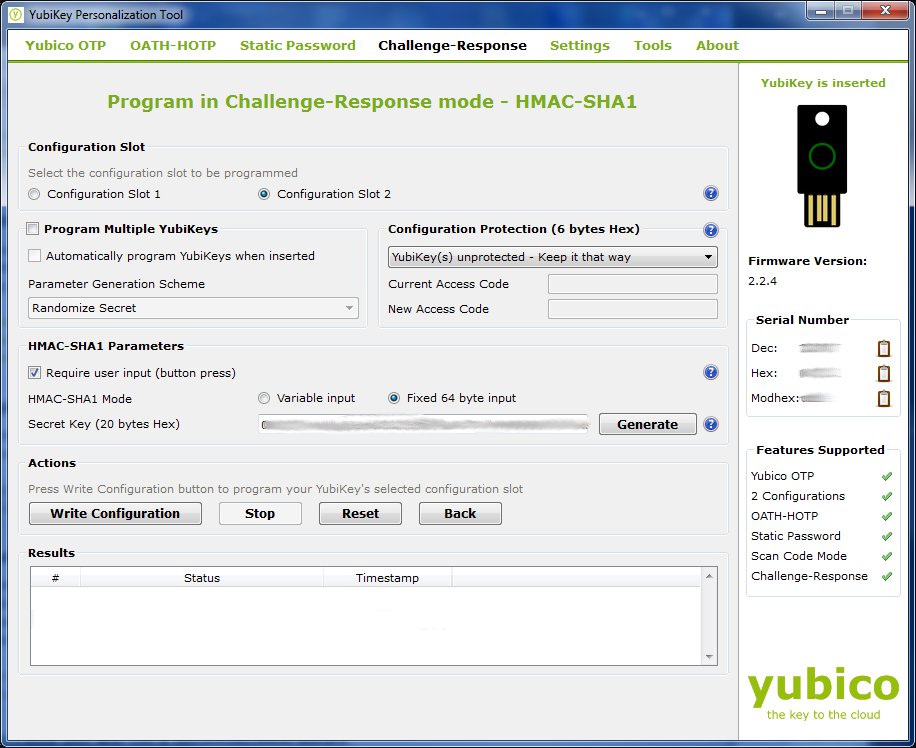 YubiKey Personalization Tool
Yubico OTP OATH-HOTP Static Password Challenge-Response Settings Tools About
Program in Challenge-Response mode - HMAC-SHA1
Configuration Slot
Select the configuration slot to be programmed
Configuration Slot 1 Configuration Slot 2
Program Multiple YubiKeys
Automatically program YubiKeys when inserted
Parameter Generation Scheme
Randomize Secret
Configuration Protection (6 bytes Hex)
YubiKey(s) unprotected - Keep it that way
Current Access Code
New Access Code
HMAC-SHA1 Parameters
Require user input (button press)
HMAC-SHA1 Mode Variable input Fixed 64 byte input
Secret Key (20 bytes Hex) Generate
Actions
Press Write Configuration button to program your YubiKey's selected configuration slot
Write Configuration Stop Reset Back
Results
# Status Timestamp
YubiKey is inserted
Firmware Version:
2.2.4
Serial Number
Dec:
Hex:
Modhex:
Features Supported
Yubico OTP
2 Configurations
OATH-HOTP
Static Password
Scan Code Mode
Challenge-Response
yubico
the key to the cloud